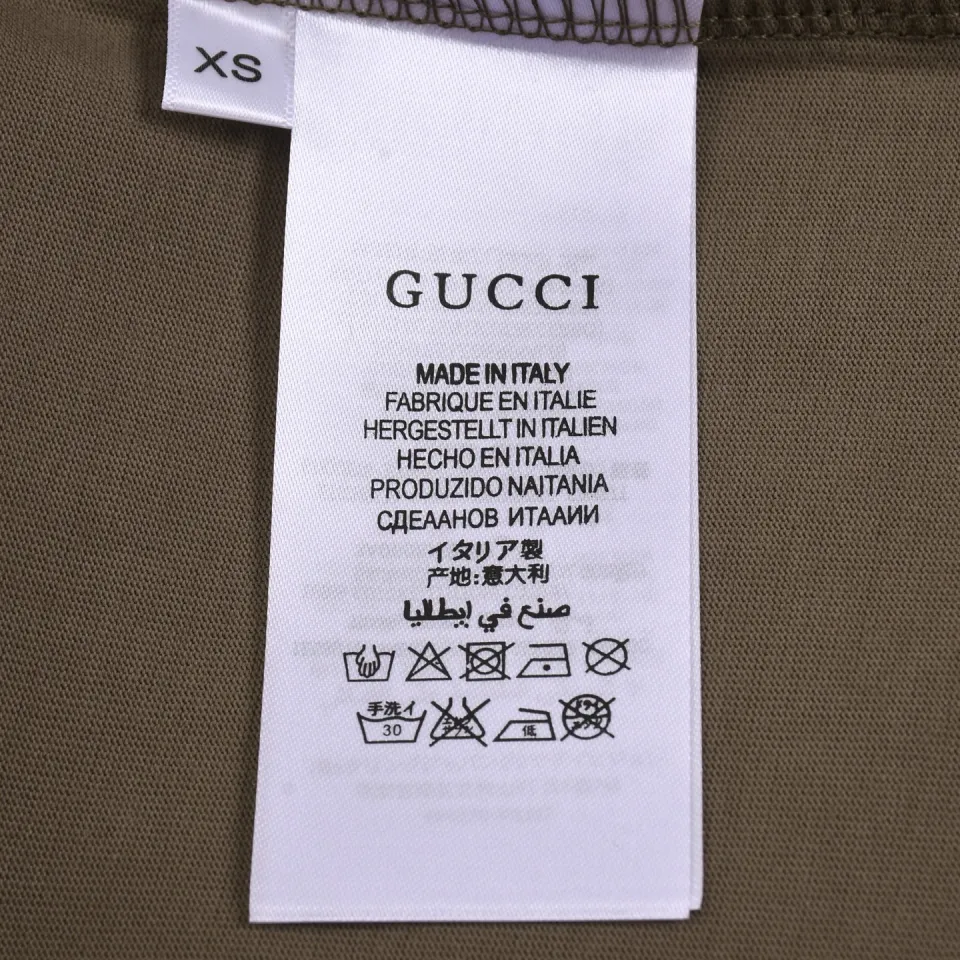 XS
GUCCI
MADE IN ITALY
FABRIQUE EN ITALIE
HERGESTELLT IN ITALIEN
HECHO EN ITALIA
PRODUZIDO NAITANIA
СДЕААНОВ ИТААИИ
イタリア製
产地:意大利
صنع في إيطاليا
手洗イ
30
低